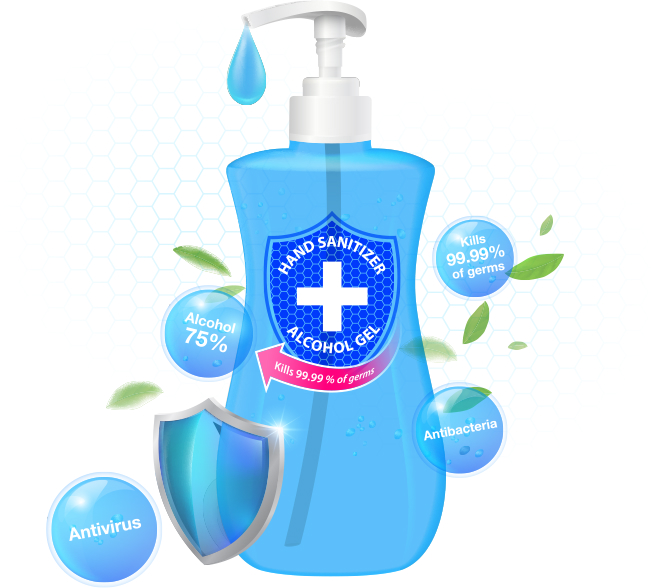 HAND SANITIZER
ALCOHOL GEL
Kills 99.99 % of germs
Kills
99.99%
of germs
Alcohol
75%
Antibacteria
Antivirus